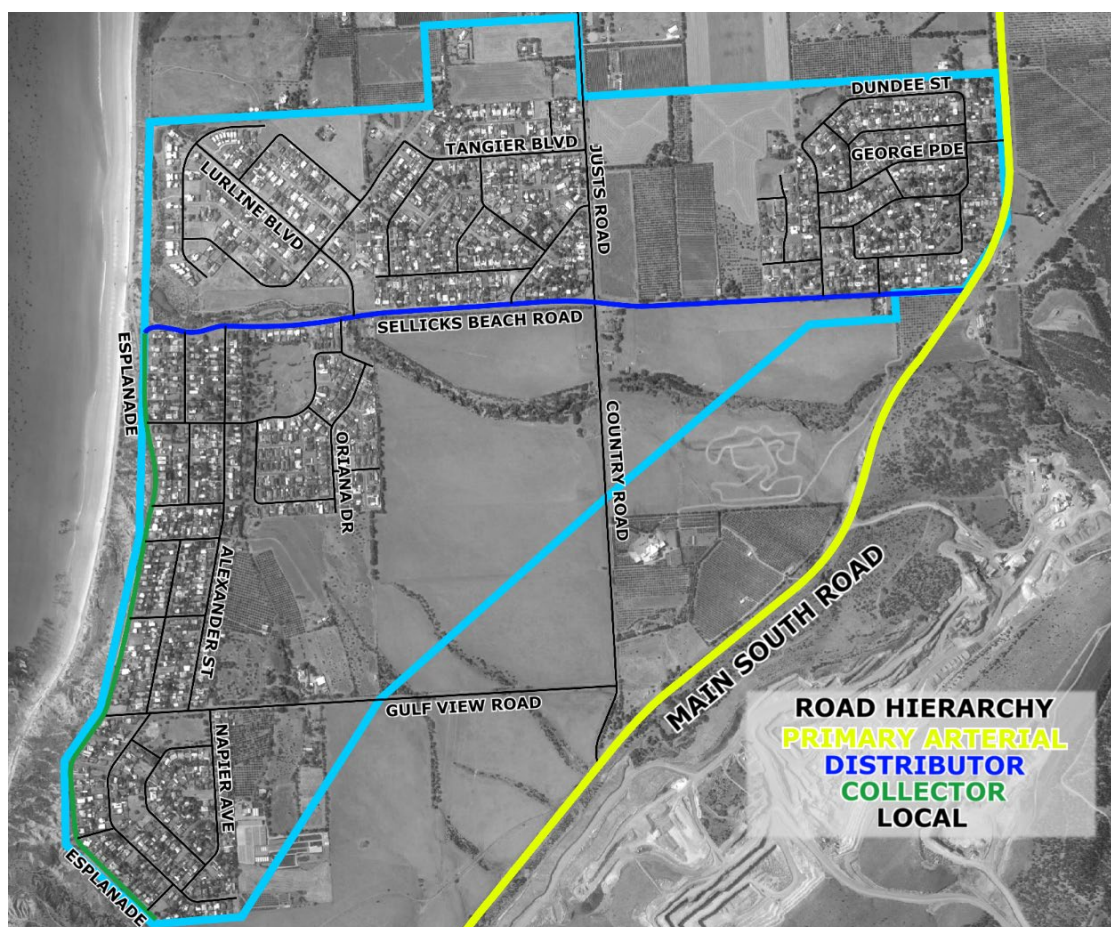 DUNDEE ST
TANGIER BLVD
JUSTS ROAD
GEORGE PDE
LURLINE BLVD
SELLICKS BEACH ROAD
ESPLANADE
COUNTRY ROAD
ORIANA DR
ALEXANDER ST
MAIN SOUTH ROAD
GULF VIEW ROAD
NAPIER AVE
ESPLANADE
ROAD HIERARCHY
PRIMARY ARTERIAL
DISTRIBUTOR
COLLECTOR
LOCAL